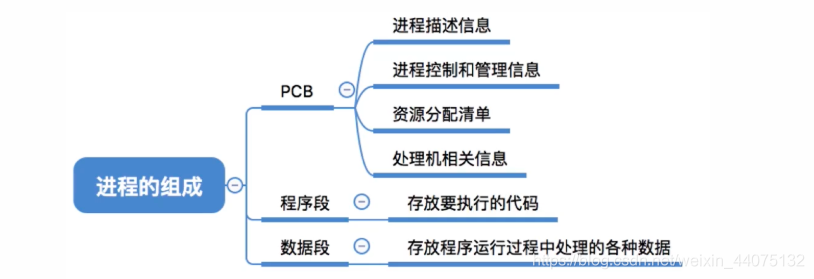 进程的组成
PCB
进程描述信息
进程控制和管理信息
资源分配清单
处理机相关信息
程序段
存放要执行的代码
数据段
存放程序运行过程中处理的各种数据
https://blog.csdn.net/weixin_44075132